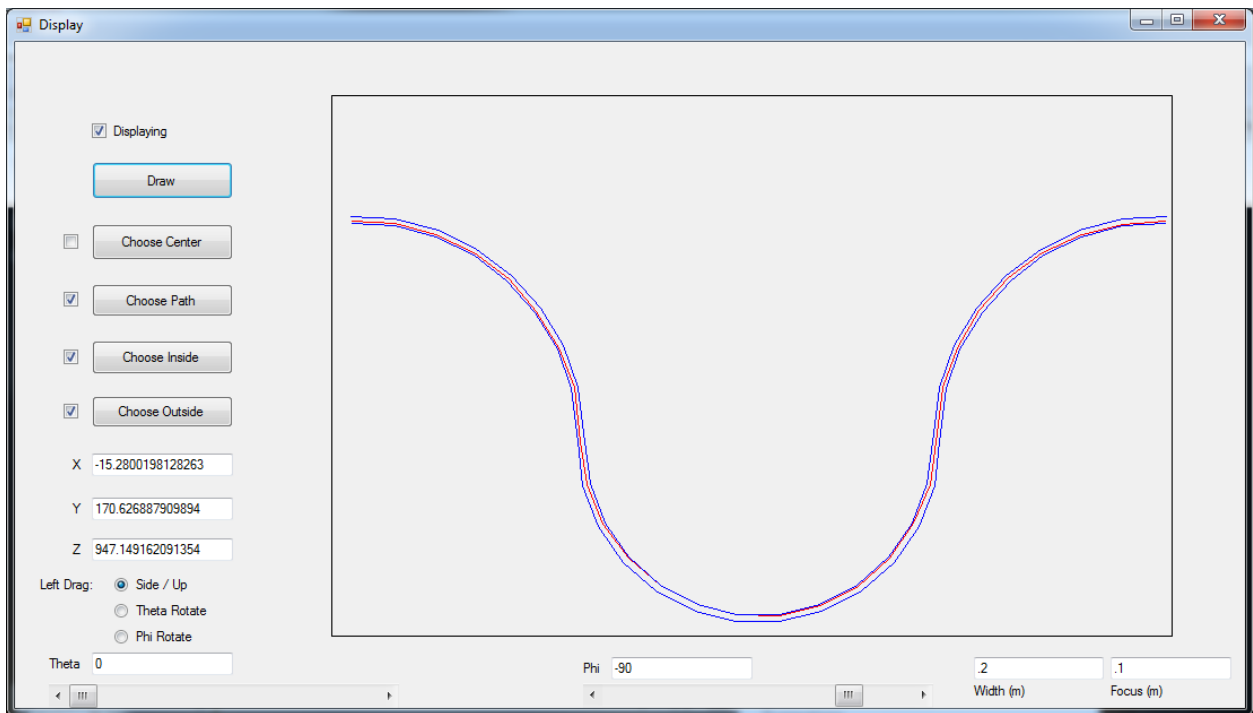 Display
Displaying
Draw
Choose Center
Choose Path
Choose Inside
Choose Outside
X -15.2800198128263
Y 170.626887909894
Z 947.149162091354
Left Drag: Side / Up
Theta Rotate
Phi Rotate
Theta 0 Phi -90 .2 .1
Width (m) Focus (m)